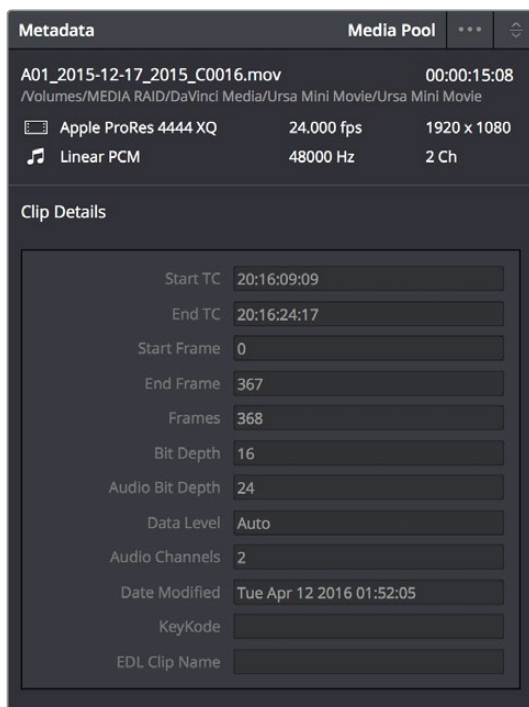 Metadata Media Pool •••
A01_2015-12-17_2015_C0016.mov 00:00:15:08
/Volumes/MEDIA RAID/DaVinci Media/Ursa Mini Movie/Ursa Mini Movie
Apple ProRes 4444 XQ 24.000 fps 1920 x 1080
Linear PCM 48000 Hz 2 Ch
Clip Details
Start TC 20:16:09:09
End TC 20:16:24:17
Start Frame 0
End Frame 367
Frames 368
Bit Depth 16
Audio Bit Depth 24
Data Level Auto
Audio Channels 2
Date Modified Tue Apr 12 2016 01:52:05
KeyKode
EDL Clip Name